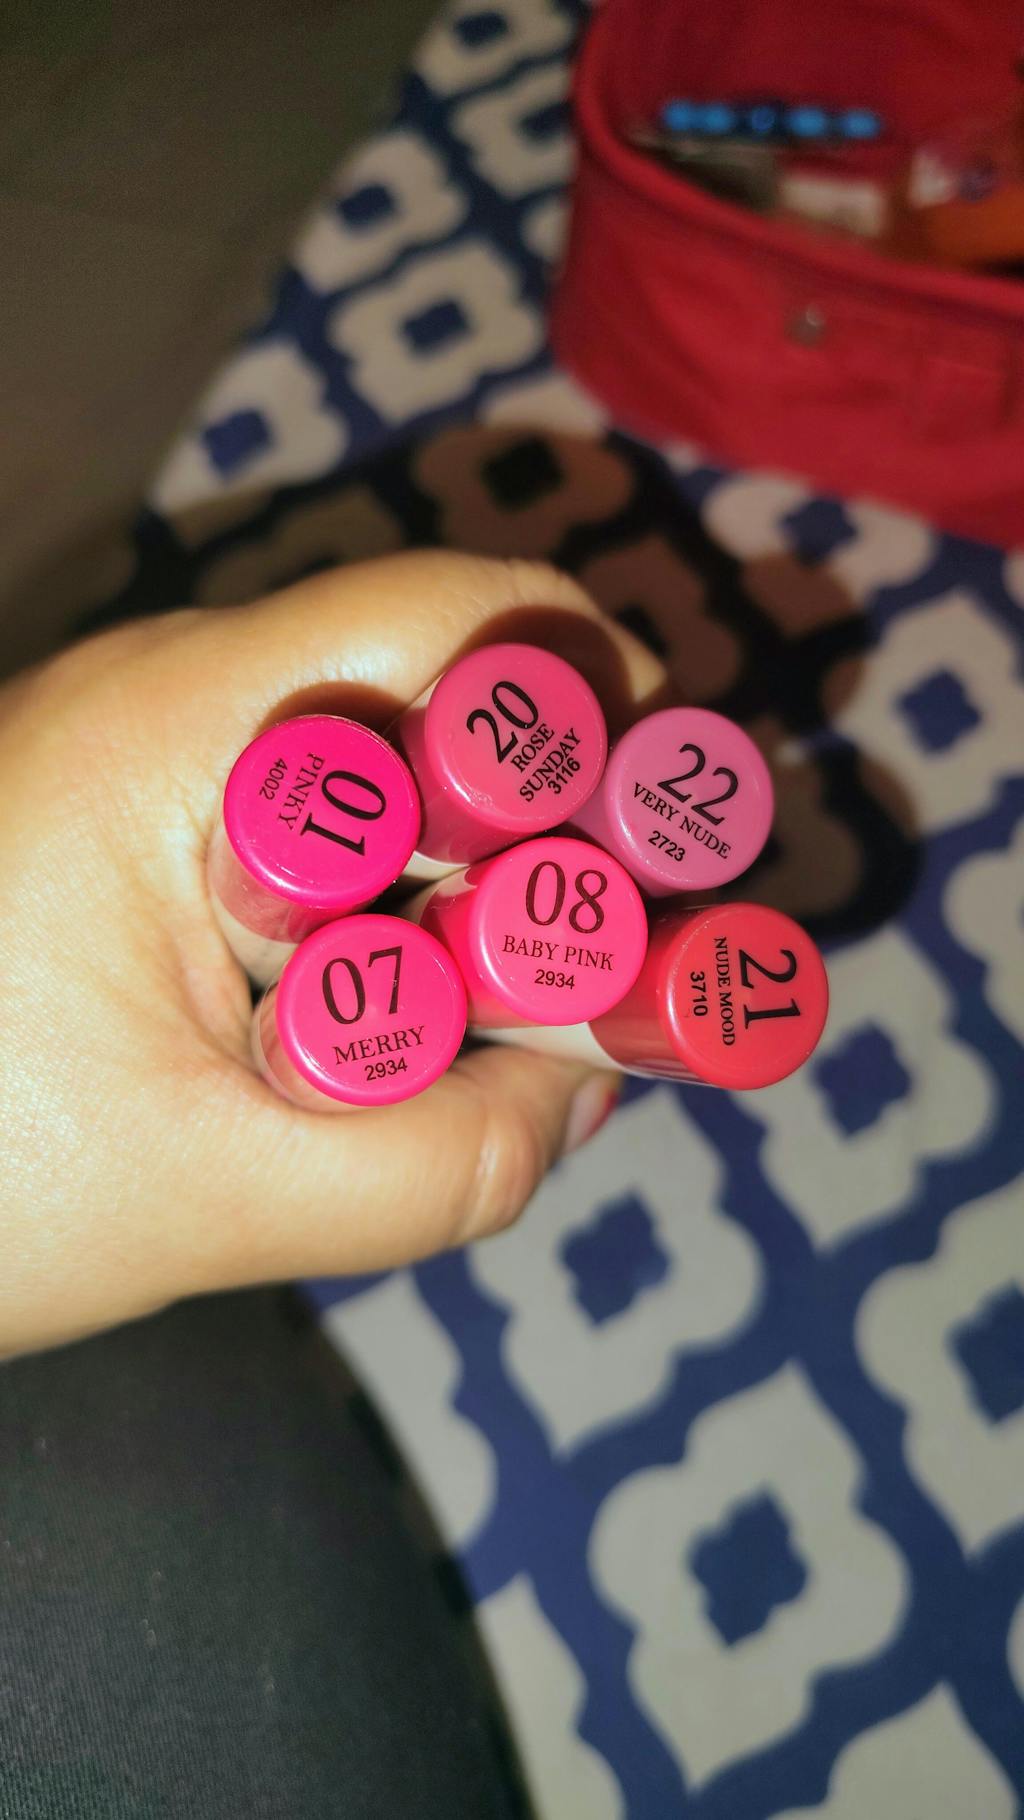 20
ROSE
SUNDAY
3116
22
VERY NUDE
2723
01
PINKY
4002
08
BABY PINK
2934
07
MERRY
2934
21
NUDE MOOD
3710